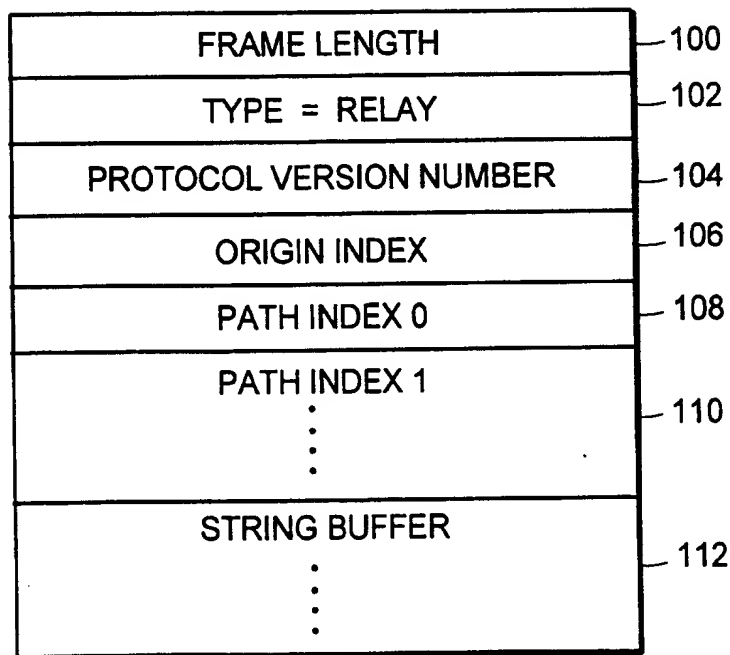 FRAME LENGTH 100
TYPE = RELAY 102
PROTOCOL VERSION NUMBER 104
ORIGIN INDEX 106
PATH INDEX 0 108
PATH INDEX 1
110
STRING BUFFER
112